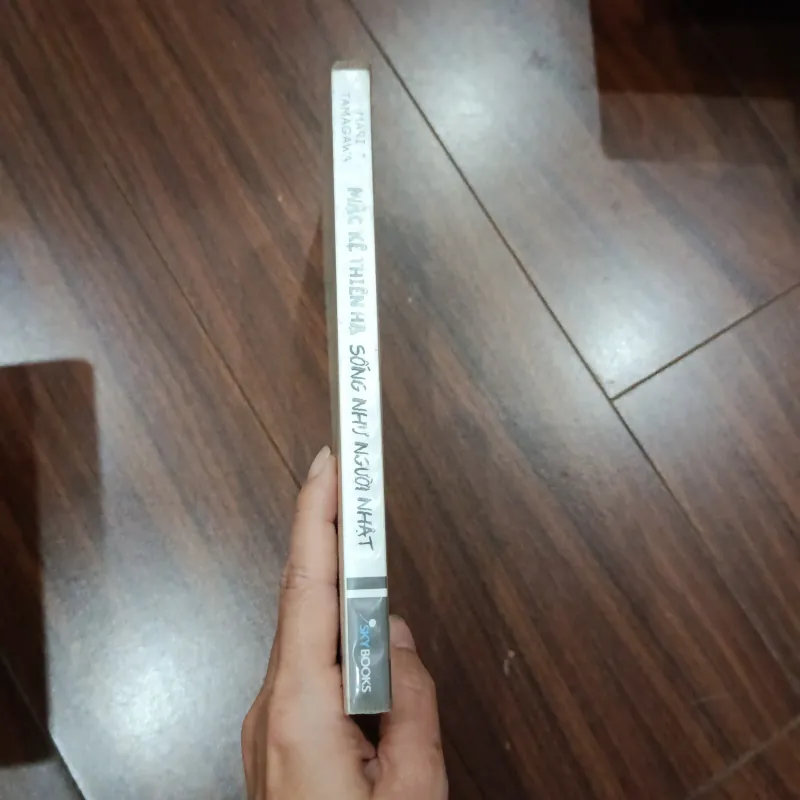 MARI
TAMAGAWA
MẶC KỆ THIÊN HẠ SỐNG NHƯ NGƯỜI NHẬT
SKYBOOKS